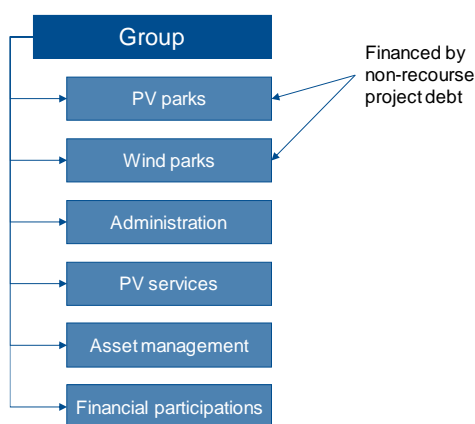 Group
Financed by
non-recourse
project debt
PV parks
Wind parks
Administration
PV services
Asset management
Financial participations